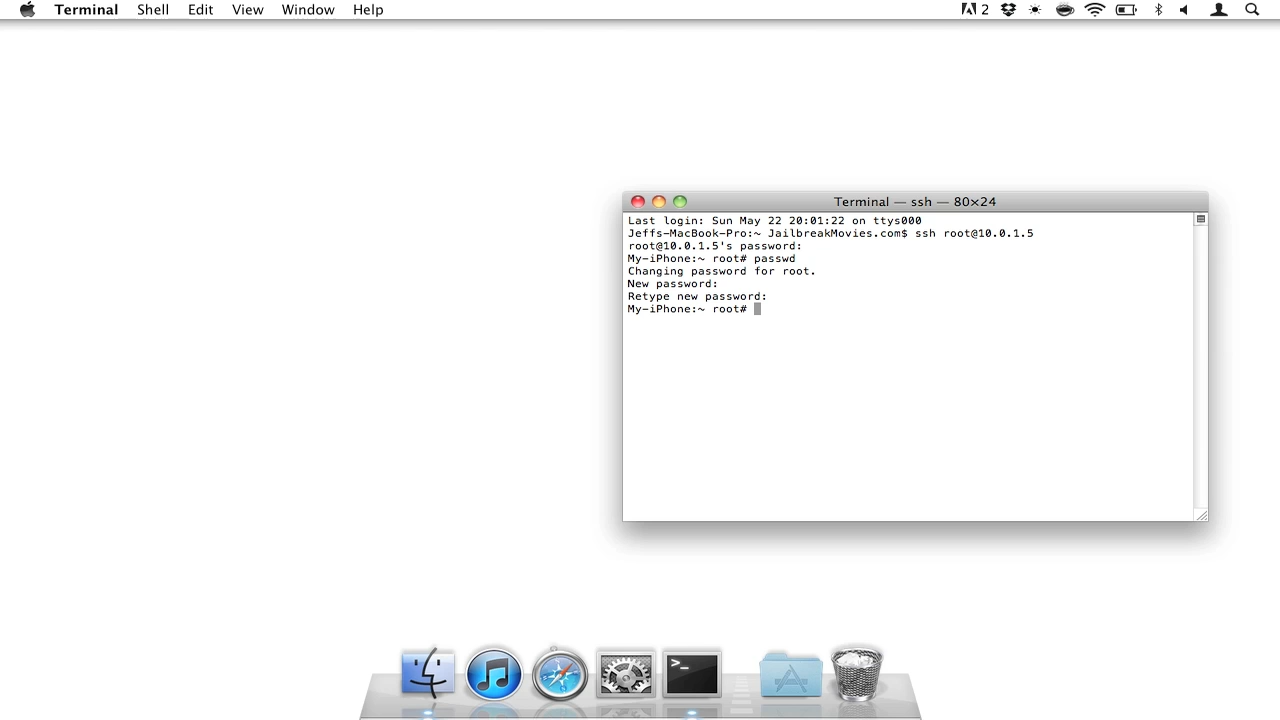 Terminal Shell Edit View Window Help 2
Terminal — ssh — 80×24
Last login: Sun May 22 20:01:22 on ttys000
Jeffs-MacBook-Pro:~ JailbreakMovies.com$ ssh root@10.0.1.5
root@10.0.1.5's password:
My-iPhone:~ root# passwd
Changing password for root.
New password:
Retype new password:
My-iPhone:~ root#
>_